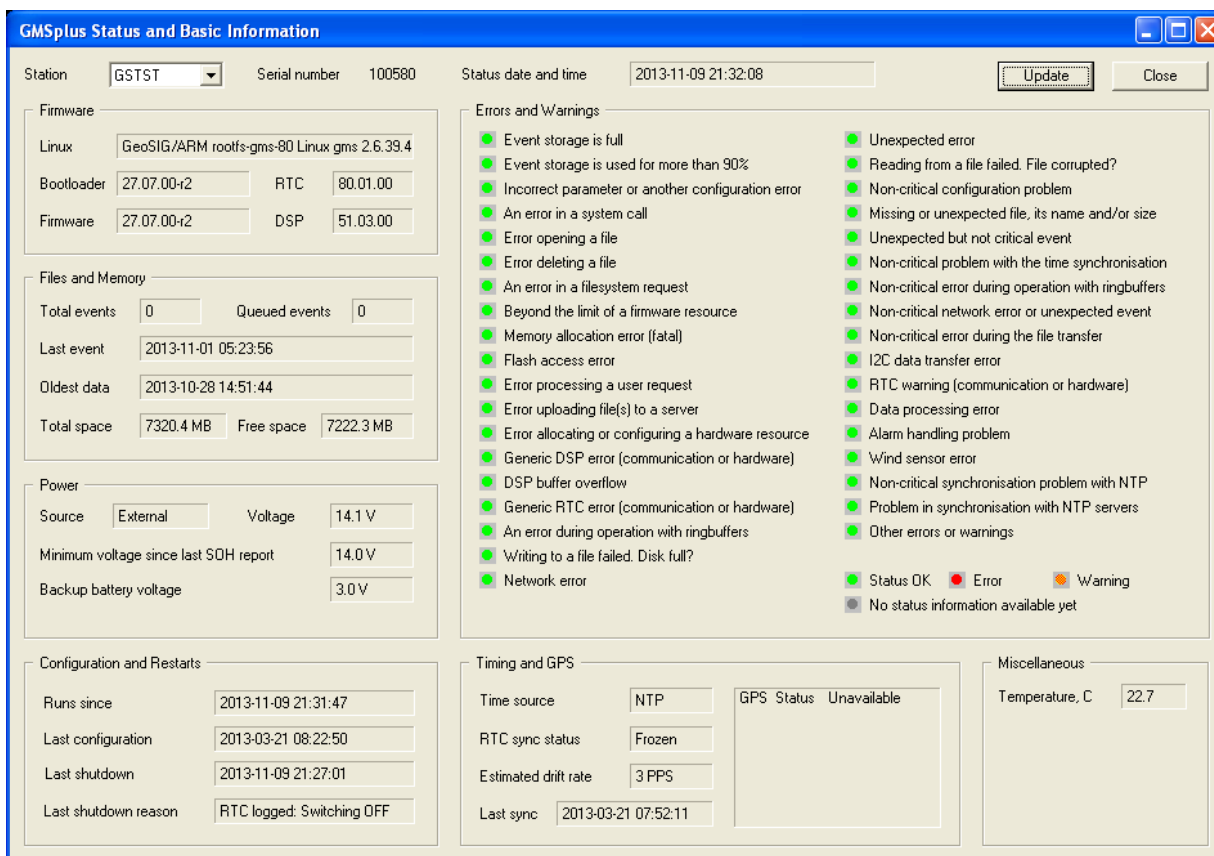 GMSplus Status and Basic Information
Station GSTST Serial number 100580 Status date and time 2013-11-09 21:32:08 Update Close
Firmware
Linux GeoSIG/ARM rootfs-gms-80 Linux gms 2.6.39.4
Bootloader 27.07.00-r2 RTC 80.01.00
Firmware 27.07.00-r2 DSP 51.03.00
Files and Memory
Total events 0 Queued events 0
Last event 2013-11-01 05:23:56
Oldest data 2013-10-28 14:51:44
Total space 7320.4 MB Free space 7222.3 MB
Power
Source External Voltage 14.1 V
Minimum voltage since last SOH report 14.0 V
Backup battery voltage 3.0 V
Errors and Warnings
Event storage is full
Event storage is used for more than 90%
Incorrect parameter or another configuration error
An error in a system call
Error opening a file
Error deleting a file
An error in a filesystem request
Beyond the limit of a firmware resource
Memory allocation error (fatal)
Flash access error
Error processing a user request
Error uploading file(s) to a server
Error allocating or configuring a hardware resource
Generic DSP error (communication or hardware)
DSP buffer overflow
Generic RTC error (communication or hardware)
An error during operation with ringbuffers
Writing to a file failed. Disk full?
Network error
Unexpected error
Reading from a file failed. File corrupted?
Non-critical configuration problem
Missing or unexpected file, its name and/or size
Unexpected but not critical event
Non-critical problem with the time synchronisation
Non-critical error during operation with ringbuffers
Non-critical network error or unexpected event
Non-critical error during the file transfer
I2C data transfer error
RTC warning (communication or hardware)
Data processing error
Alarm handling problem
Wind sensor error
Non-critical synchronisation problem with NTP
Problem in synchronisation with NTP servers
Other errors or warnings
Status OK Error Warning
No status information available yet
Configuration and Restarts
Runs since 2013-11-09 21:31:47
Last configuration 2013-03-21 08:22:50
Last shutdown 2013-11-09 21:27:01
Last shutdown reason RTC logged: Switching OFF
Timing and GPS
Time source NTP
RTC sync status Frozen
Estimated drift rate 3 PPS
Last sync 2013-03-21 07:52:11
GPS Status Unavailable
Miscellaneous
Temperature, C 22.7